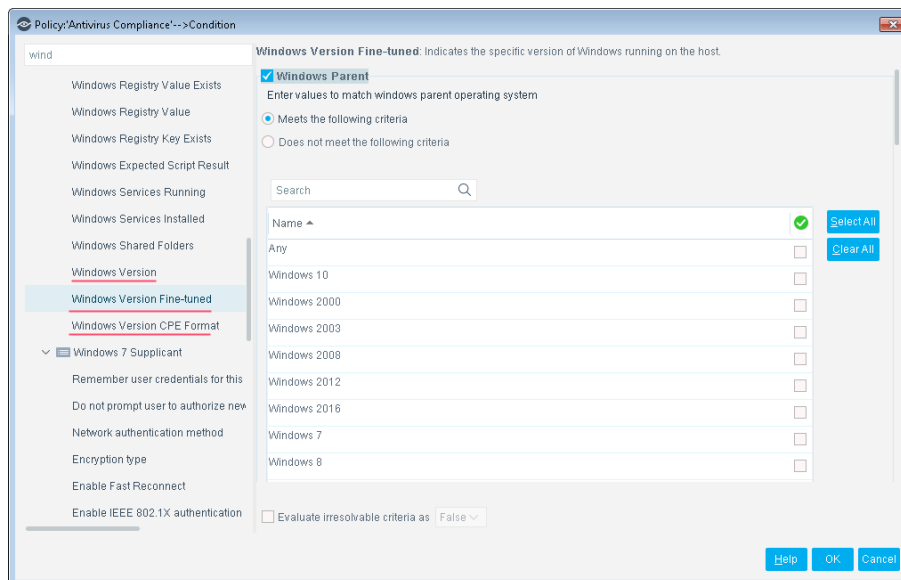 Policy:'Antivirus Compliance'-->Condition
wind
Windows Registry Value Exists
Windows Registry Value
Windows Registry Key Exists
Windows Expected Script Result
Windows Services Running
Windows Services Installed
Windows Shared Folders
Windows Version
Windows Version Fine-tuned
Windows Version CPE Format
Windows 7 Supplicant
Remember user credentials for this
Do not prompt user to authorize new
Network authentication method
Encryption type
Enable Fast Reconnect
Enable IEEE 802.1X authentication
Windows Version Fine-tuned: Indicates the specific version of Windows running on the host.
Windows Parent
Enter values to match windows parent operating system
Meets the following criteria
Does not meet the following criteria
Search
Name
Any
Windows 10
Windows 2000
Windows 2003
Windows 2008
Windows 2012
Windows 2016
Windows 7
Windows 8
Select All
Clear All
Evaluate irresolvable criteria as False
Help OK Cancel